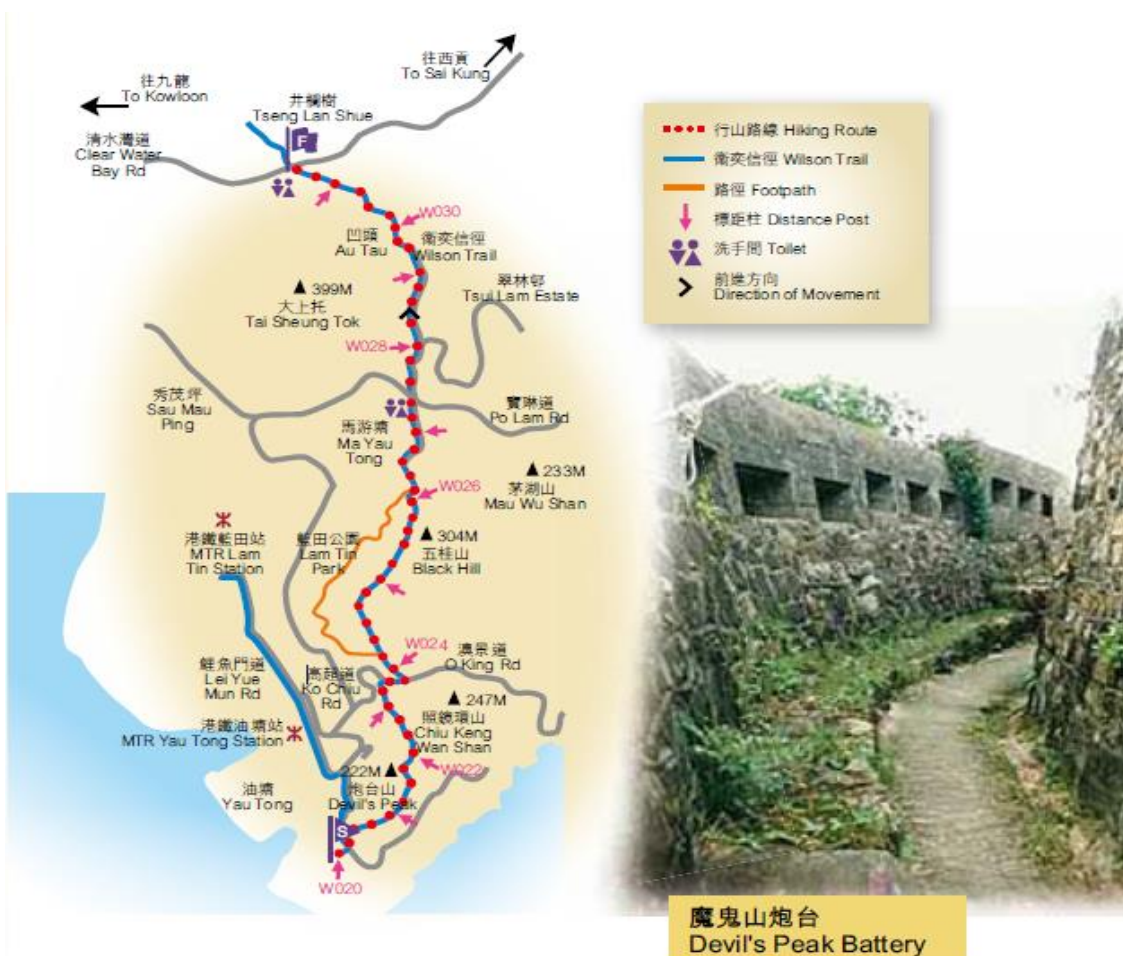 往西貢
To Sai Kung
往九龍
To Kowloon
井欄樹
Tseng Lan Shue
F
清水灣道
Clear Water
Bay Rd
W030
凹頭
Au Tau
衛奕信徑
Wilson Trail
399M
大上托
Tai Sheung Tok
翠林邨
Tsui Lam Estate
W028
秀茂坪
Sau Mau
Ping
寶琳道
Po Lam Rd
馬游塘
Ma Yau
Tong
W026
233M
茅湖山
Mau Wu Shan
港鐵藍田站
MTR Lam
Tin Station
藍田公園
Lam Tin
Park
304M
五桂山
Black Hill
W024
澳景道
O King Rd
鯉魚門道
Lei Yue
Mun Rd
高超道
Ko Chiu
Rd
247M
照鏡環山
Chiu Keng
Wan Shan
港鐵油塘站
MTR Yau Tong Station
W022
222M
炮台山
Devil's Peak
油塘
Yau Tong
S
W020
行山路線 Hiking Route
衛奕信徑 Wilson Trail
路徑 Footpath
標距柱 Distance Post
洗手間 Toilet
前進方向
Direction of Movement
魔鬼山炮台
Devil's Peak Battery